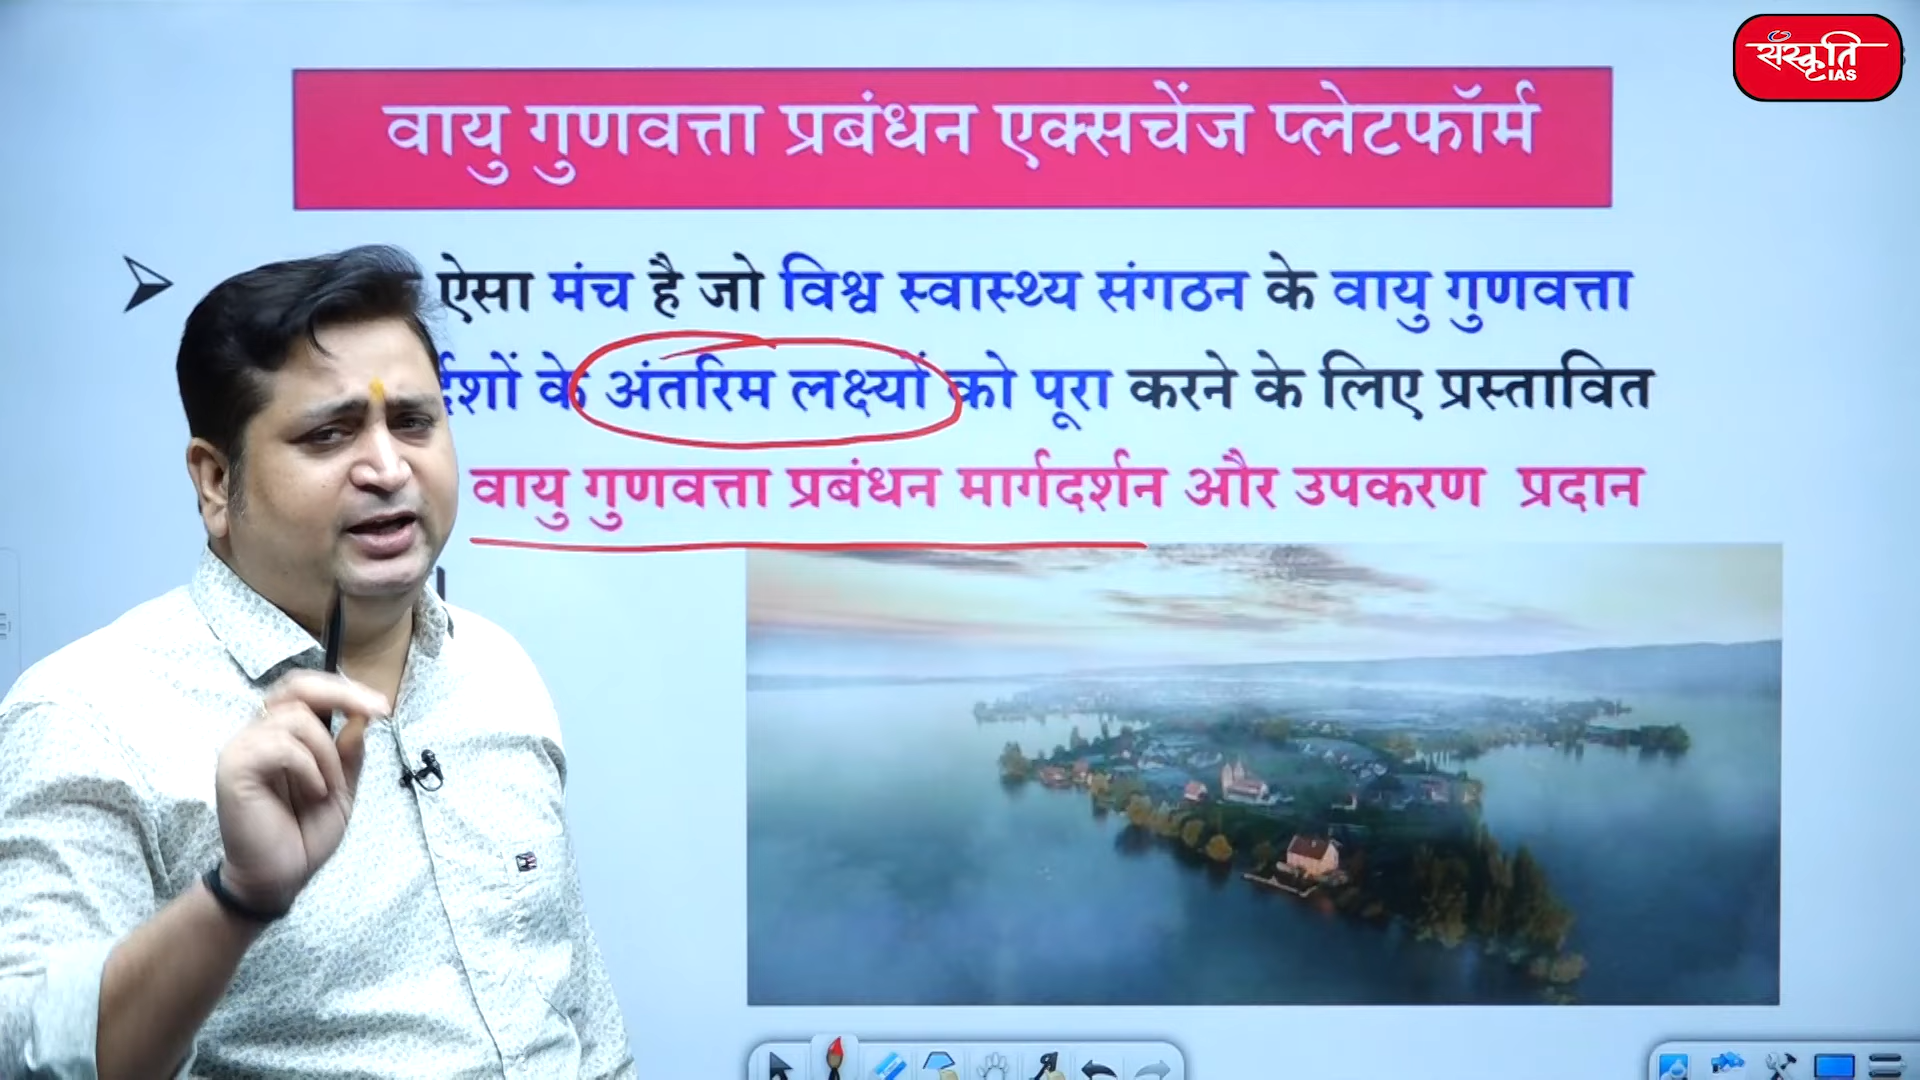 संस्कृति
IAS
वायु गुणवत्ता प्रबंधन एक्सचेंज प्लेटफॉर्म
ऐसा मंच है जो विश्व स्वास्थ्य संगठन के वायु गुणवत्ता
के अंतरिम लक्ष्यों को पूरा करने के लिए प्रस्तावित
वायु गुणवत्ता प्रबंधन मार्गदर्शन और उपकरण प्रदान